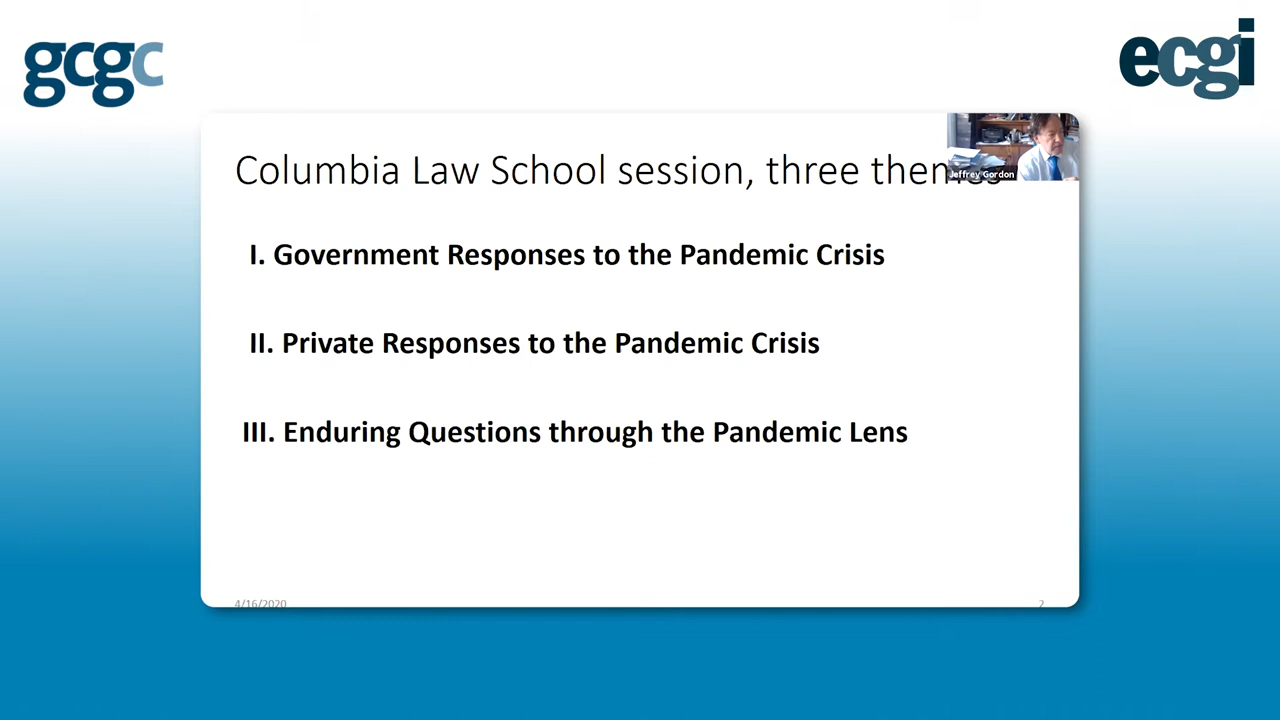 gcgc
ecgi
Columbia Law School session, three themes
Jeffrey Gordon
I. Government Responses to the Pandemic Crisis
II. Private Responses to the Pandemic Crisis
III. Enduring Questions through the Pandemic Lens
4/16/2020
2